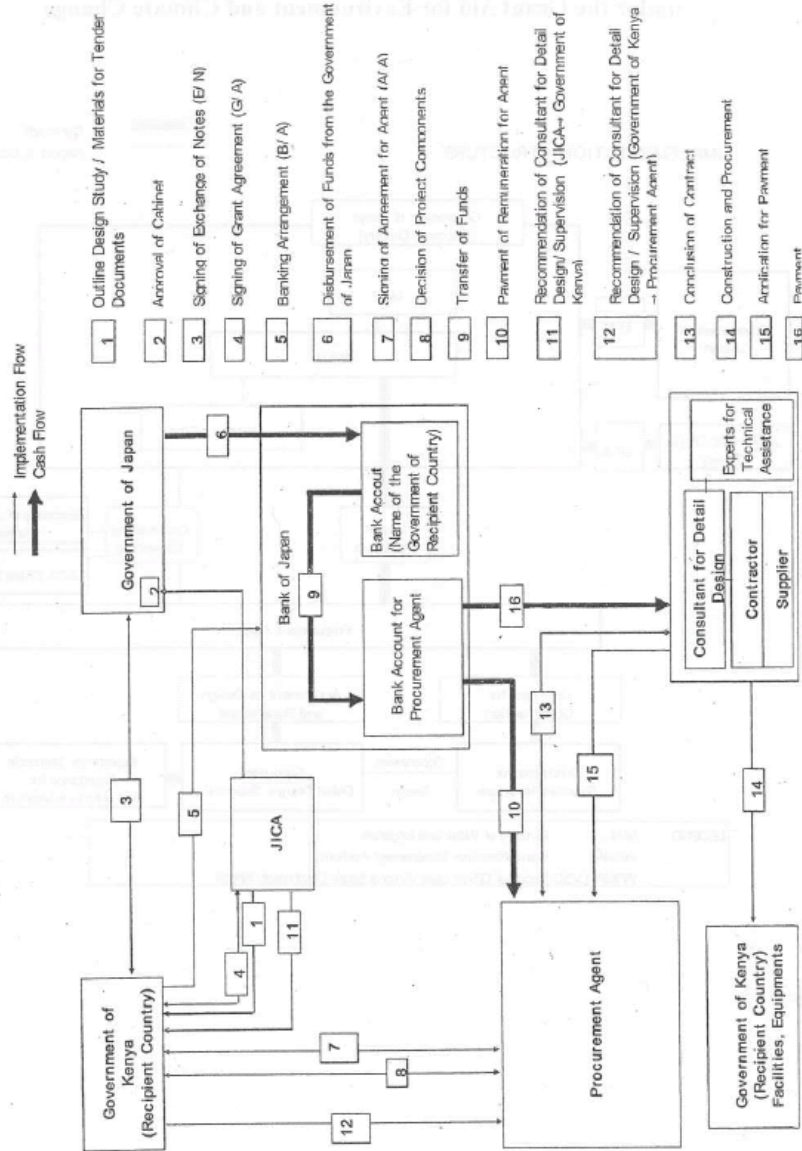 Implementation Flow
Cash Flow
Government of
Kenya
(Recipient Country)
3
Government of Japan
2
5
4
1
11
JICA
6
Bank of Japan
9
Bank Accout
(Name of the
Government of
Recipient Country)
Bank Account for
Procurement Agent
12
8
7
10
13
15
16
Procurement Agent
Consultant for Detail
Design
Contractor
Supplier
Experts for
Technical
Assistance
14
Government of Kenya
(Recipient Country)
Facilities, Equipments
1 Outline Design Study / Materials for Tender
Documents
2 Approval of Cabinet
3 Signing of Exchange of Notes (E/ N)
4 Signing of Grant Agreement (G/ A)
5 Banking Arrangement (B/ A)
6 Disbursement of Funds from the Government
of Japan
7 Signing of Agreement for Agent (A/ A)
8 Decision of Project Components
9 Transfer of Funds
10 Payment of Remuneration for Agent
11 Recommendation of Consultant for Detail
Design/ Supervision (JICA→ Government of
Kenya)
12 Recommendation of Consultant for Detail
Design / Supervision (Government of Kenya
→ Procurement Agent)
13 Conclusion of Contract
14 Construction and Procurement
15 Application for Payment
16 Payment